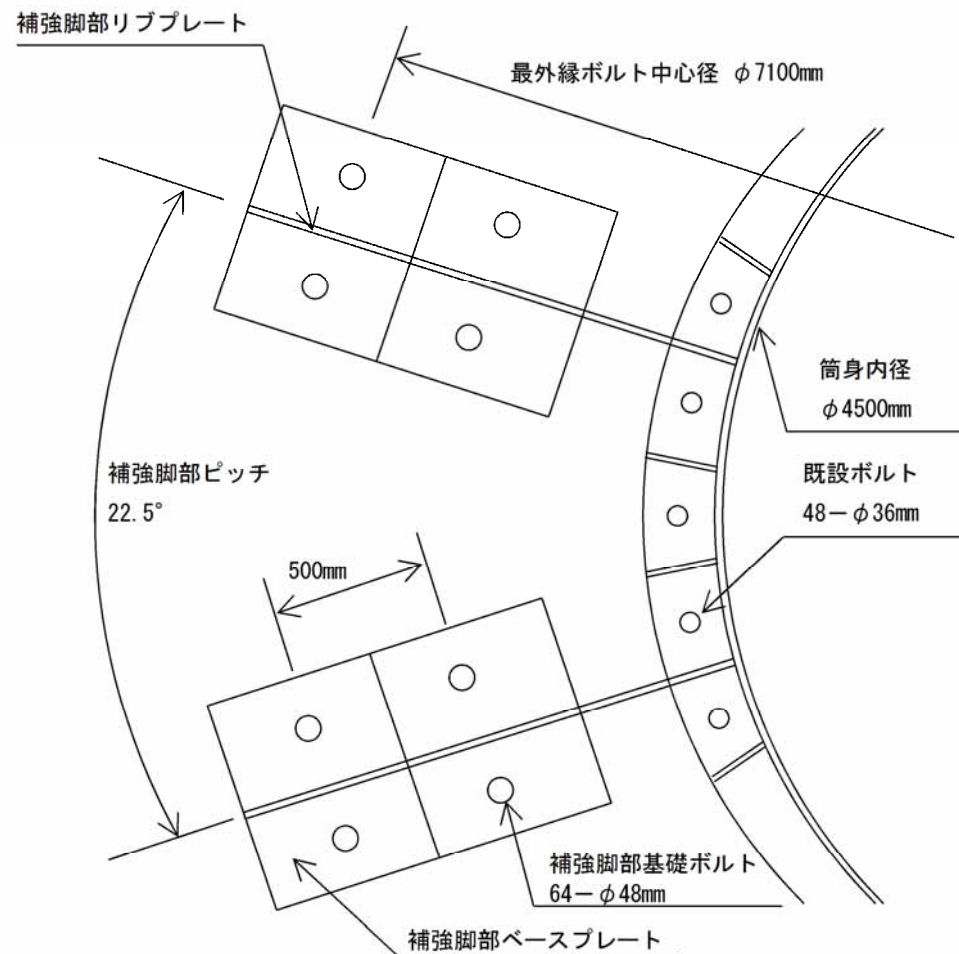 補強脚部リブプレート
最外縁ボルト中心径 φ7100mm
筒身内径
φ4500mm
補強脚部ピッチ
22.5°
既設ボルト
48－φ36mm
500mm
補強脚部基礎ボルト
64－φ48mm
補強脚部ベースプレート